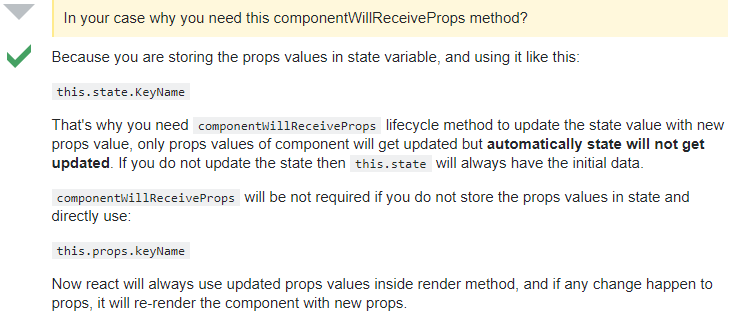 In your case why you need this componentWillReceiveProps method?
Because you are storing the props values in state variable, and using it like this:
this.state.KeyName
That's why you need componentWillReceiveProps lifecycle method to update the state value with new
props value, only props values of component will get updated but automatically state will not get
updated. If you do not update the state then this.state will always have the initial data.
componentWillReceiveProps will be not required if you do not store the props values in state and
directly use:
this.props.keyName
Now react will always use updated props values inside render method, and if any change happen to
props, it will re-render the component with new props.